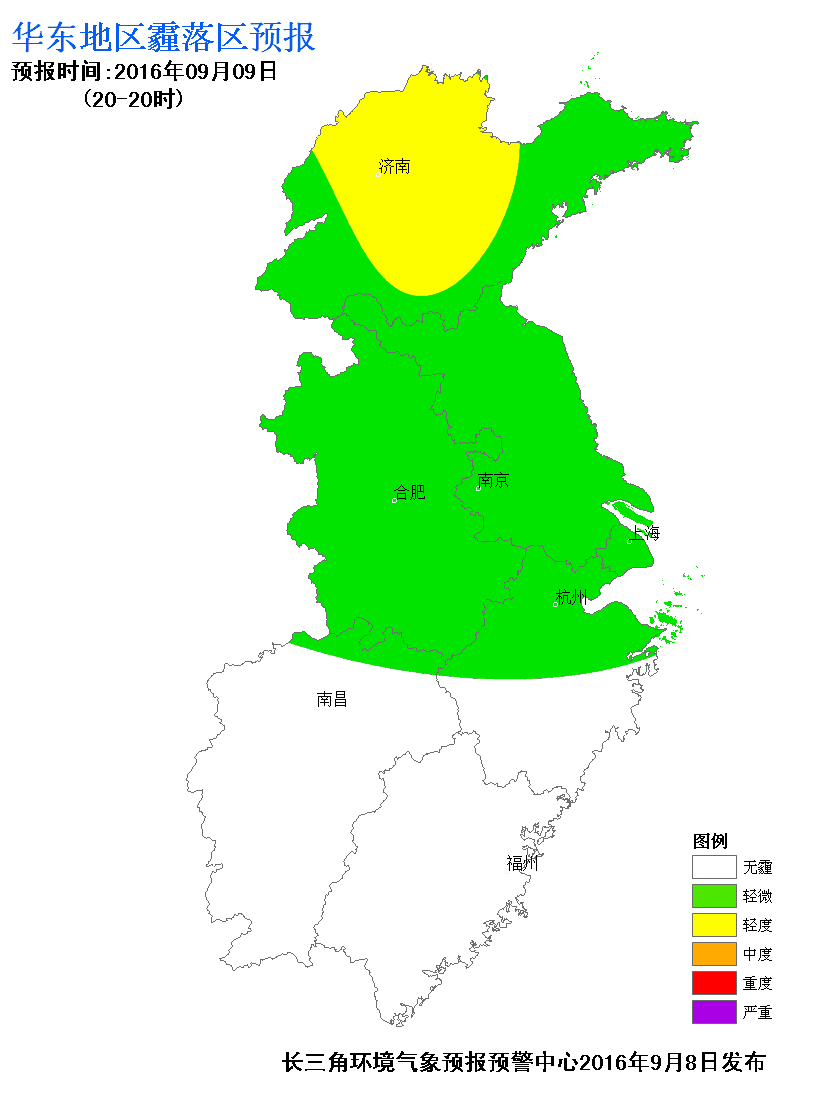 华东地区霾落区预报
预报时间:2016年09月09日
(20-20时)
济南
南京
合肥
上海
杭州
南昌
福州
图例
无霾
轻微
轻度
中度
重度
严重
长三角环境气象预报预警中心2016年9月8日发布